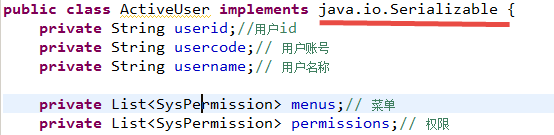 public class ActiveUser implements java.io.Serializable {
private String userid;//用户id
private String usercode;// 用户账号
private String username;// 用户名称
private List<SysPermission> menus;// 菜单
private List<SysPermission> permissions;// 权限